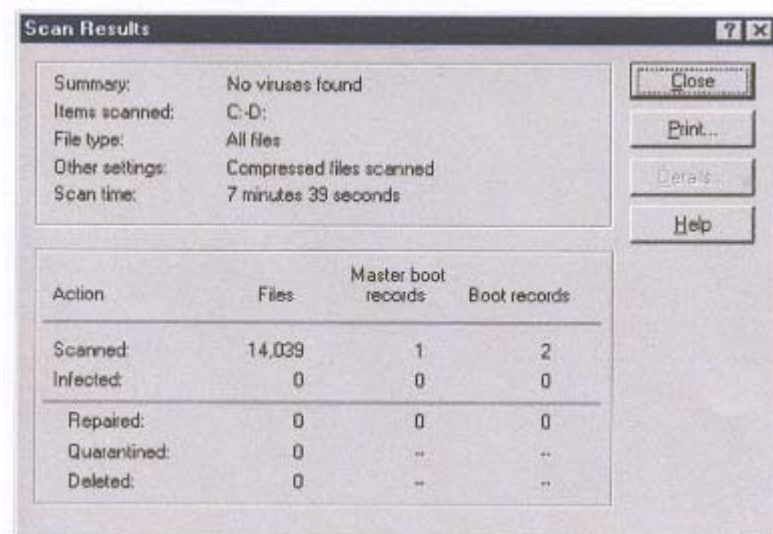 Scan Results
Summary: No viruses found
Items scanned: C:-D:
File type: All files
Other settings: Compressed files scanned
Scan time: 7 minutes 39 seconds
Close
Print...
Details...
Help
Action Files Master boot records Boot records
Scanned: 14,039 1 2
Infected: 0 0 0
Repaired: 0 0 0
Quarantined: 0 -- --
Deleted: 0 -- --